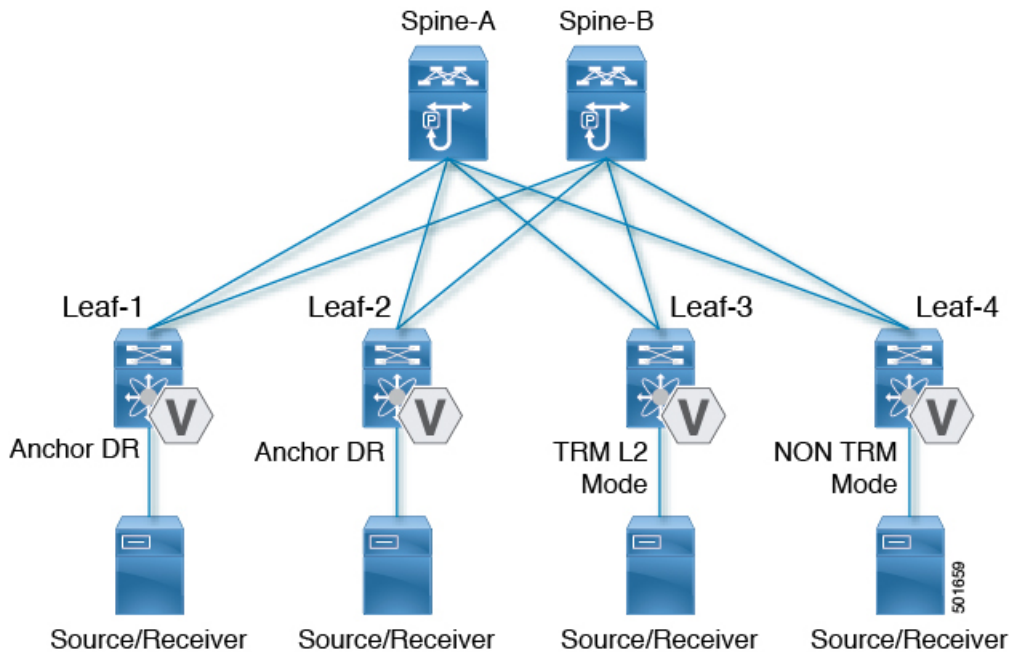 Spine-A
Spine-B
P
P
Leaf-1
Leaf-2
Leaf-3
Leaf-4
V
V
V
V
Anchor DR
Anchor DR
TRM L2
Mode
NON TRM
Mode
501659
Source/Receiver
Source/Receiver
Source/Receiver
Source/Receiver